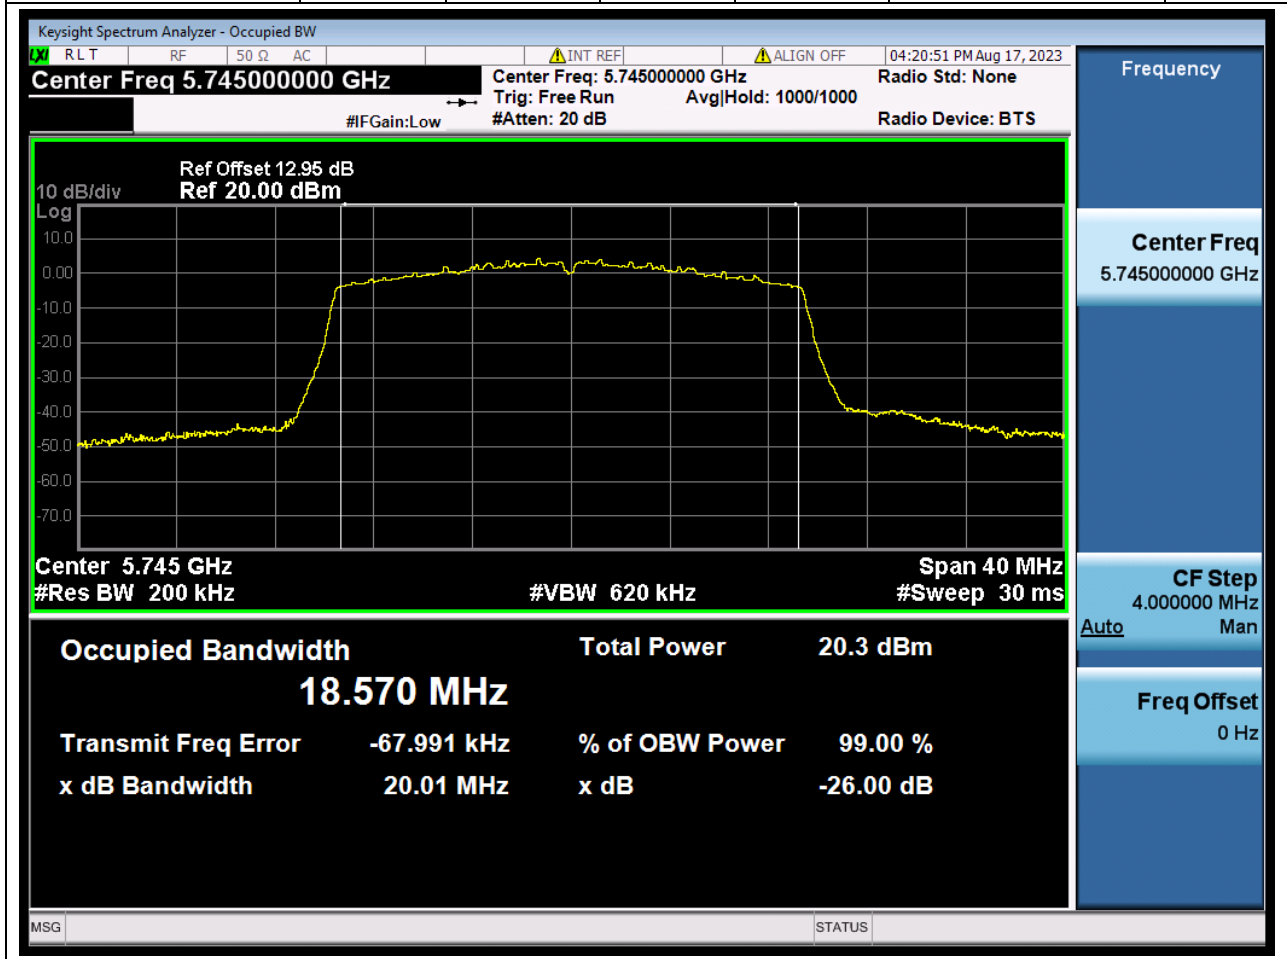 Keysight Spectrum Analyzer - Occupied BW
LXI RLT RF 50 Ω AC INT REF ALIGN OFF 04:20:51 PM Aug 17, 2023
Center Freq 5.745000000 GHz
Center Freq: 5.745000000 GHz Radio Std: None
Trig: Free Run Avg|Hold: 1000/1000
#IFGain:Low #Atten: 20 dB Radio Device: BTS
Frequency
Ref Offset 12.95 dB
10 dB/div Ref 20.00 dBm
Log
10.0
0.00
-10.0
-20.0
-30.0
-40.0
-50.0
-60.0
-70.0
Center 5.745 GHz Span 40 MHz
#Res BW 200 kHz #VBW 620 kHz #Sweep 30 ms
Occupied Bandwidth Total Power 20.3 dBm
18.570 MHz
Transmit Freq Error -67.991 kHz % of OBW Power 99.00 %
x dB Bandwidth 20.01 MHz x dB -26.00 dB
Center Freq
5.745000000 GHz
CF Step
4.000000 MHz
Auto Man
Freq Offset
0 Hz
MSG STATUS